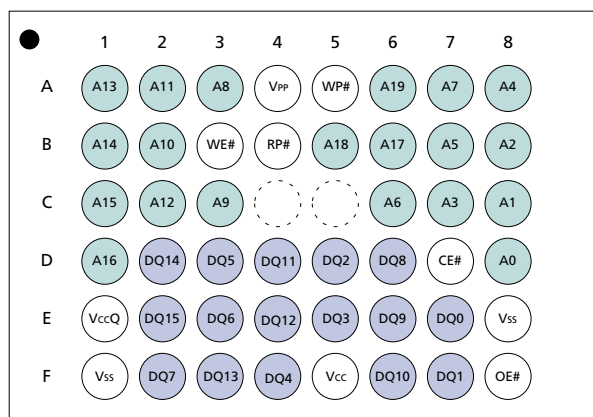 1 2 3 4 5 6 7 8
A A13 A11 A8 VPP WP# A19 A7 A4
B A14 A10 WE# RP# A18 A17 A5 A2
C A15 A12 A9 A6 A3 A1
D A16 DQ14 DQ5 DQ11 DQ2 DQ8 CE# A0
E VCCQ DQ15 DQ6 DQ12 DQ3 DQ9 DQ0 VSS
F VSS DQ7 DQ13 DQ4 VCC DQ10 DQ1 OE#